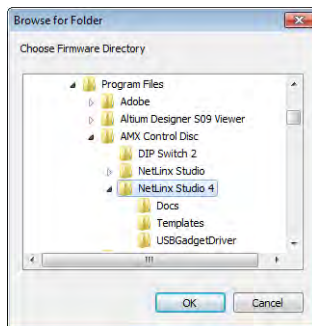 Browse for Folder
Choose Firmware Directory
Program Files
Adobe
Altium Designer S09 Viewer
AMX Control Disc
DIP Switch 2
NetLinx Studio
NetLinx Studio 4
Docs
Templates
USBGadgetDriver
OK
Cancel